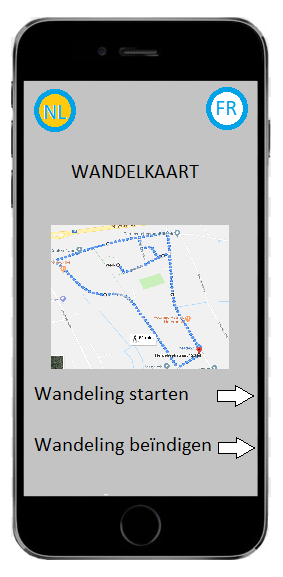 NL
FR
WANDELKAART
Wandeling starten
Wandeling beïndigen